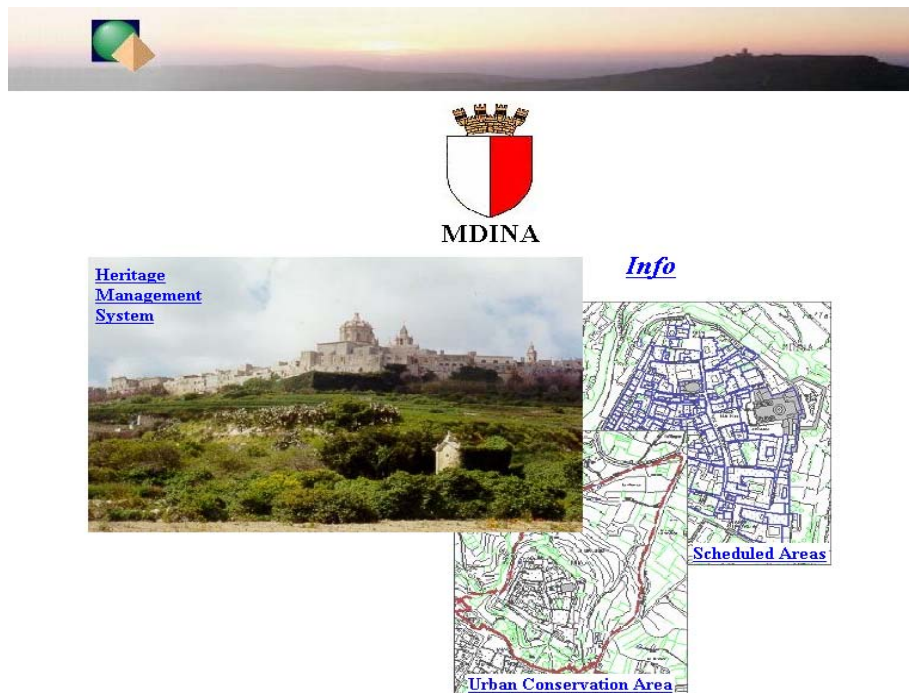 MDINA
Heritage
Management
System
Info
Scheduled Areas
Urban Conservation Area